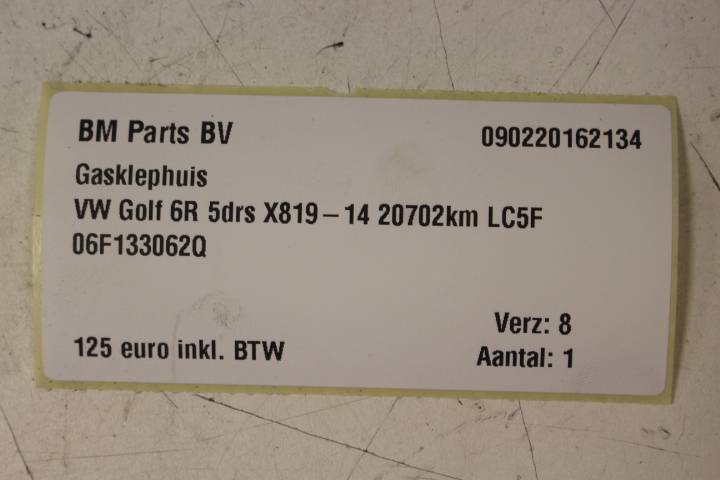 BM Parts BV 090220162134
Gasklephuis
VW Golf 6R 5drs X819-14 20702km LC5F
06F133062Q
Verz: 8
125 euro inkl. BTW Aantal: 1